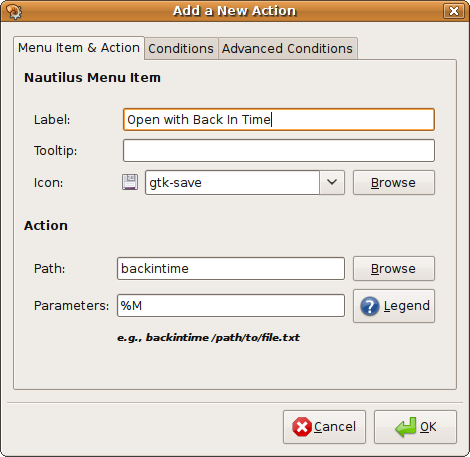 Add a New Action
Menu Item & Action Conditions Advanced Conditions
Nautilus Menu Item
Label: Open with Back In Time
Tooltip:
Icon: gtk-save Browse
Action
Path: backintime Browse
Parameters: %M Legend
e.g., backintime /path/to/file.txt
Cancel OK